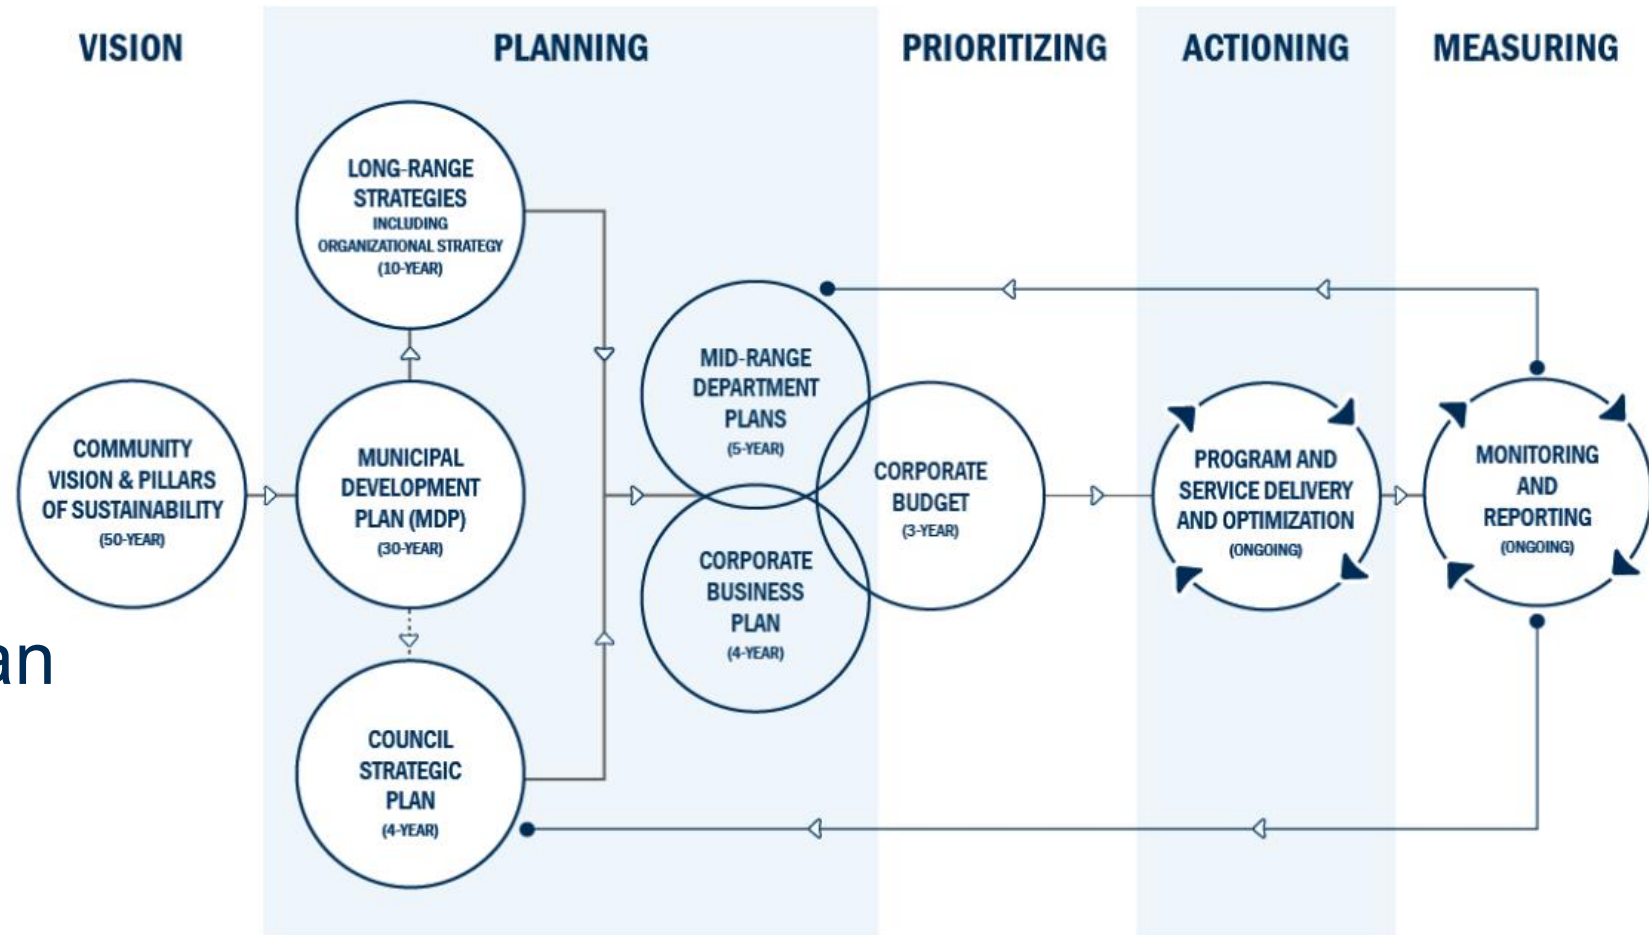 VISION
PLANNING
PRIORITIZING
ACTIONING
MEASURING
LONG-RANGE
STRATEGIES
INCLUDING
ORGANIZATIONAL STRATEGY
(10-YEAR)
COMMUNITY
VISION & PILLARS
OF SUSTAINABILITY
(50-YEAR)
MUNICIPAL
DEVELOPMENT
PLAN (MDP)
(30-YEAR)
COUNCIL
STRATEGIC
PLAN
(4-YEAR)
MID-RANGE
DEPARTMENT
PLANS
(5-YEAR)
CORPORATE
BUSINESS
PLAN
(4-YEAR)
CORPORATE
BUDGET
(3-YEAR)
PROGRAM AND
SERVICE DELIVERY
AND OPTIMIZATION
(ONGOING)
MONITORING
AND
REPORTING
(ONGOING)
an